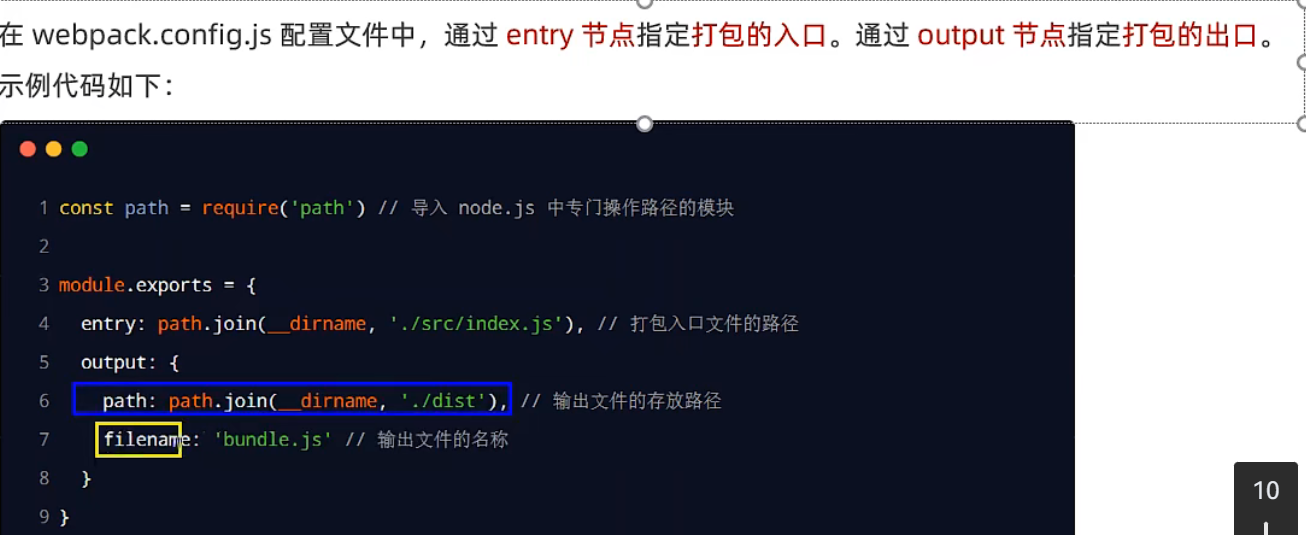 在 webpack.config.js 配置文件中，通过 entry 节点指定打包的入口。通过 output 节点指定打包的出口。
示例代码如下：
1 const path = require('path') // 导入 node.js 中专门操作路径的模块
2
3 module.exports = {
4   entry: path.join(__dirname, './src/index.js'), // 打包入口文件的路径
5   output: {
6     path: path.join(__dirname, './dist'), // 输出文件的存放路径
7     filename: 'bundle.js' // 输出文件的名称
8   }
9 }
10